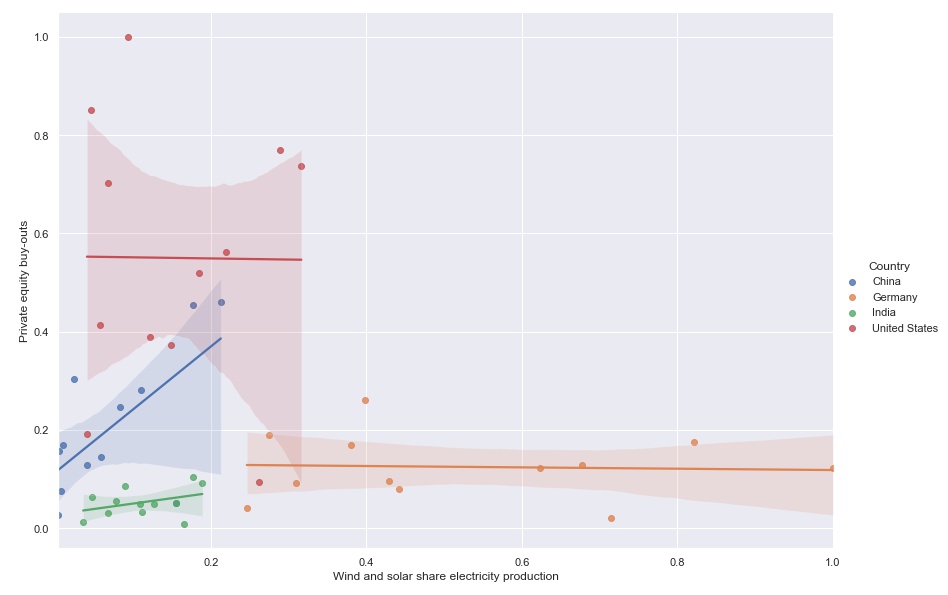 1.0
0.8
0.6
0.4
0.2
0.0
Private equity buy-outs
0.2
0.4
0.6
0.8
1.0
Wind and solar share electricity production
Country
China
Germany
India
United States